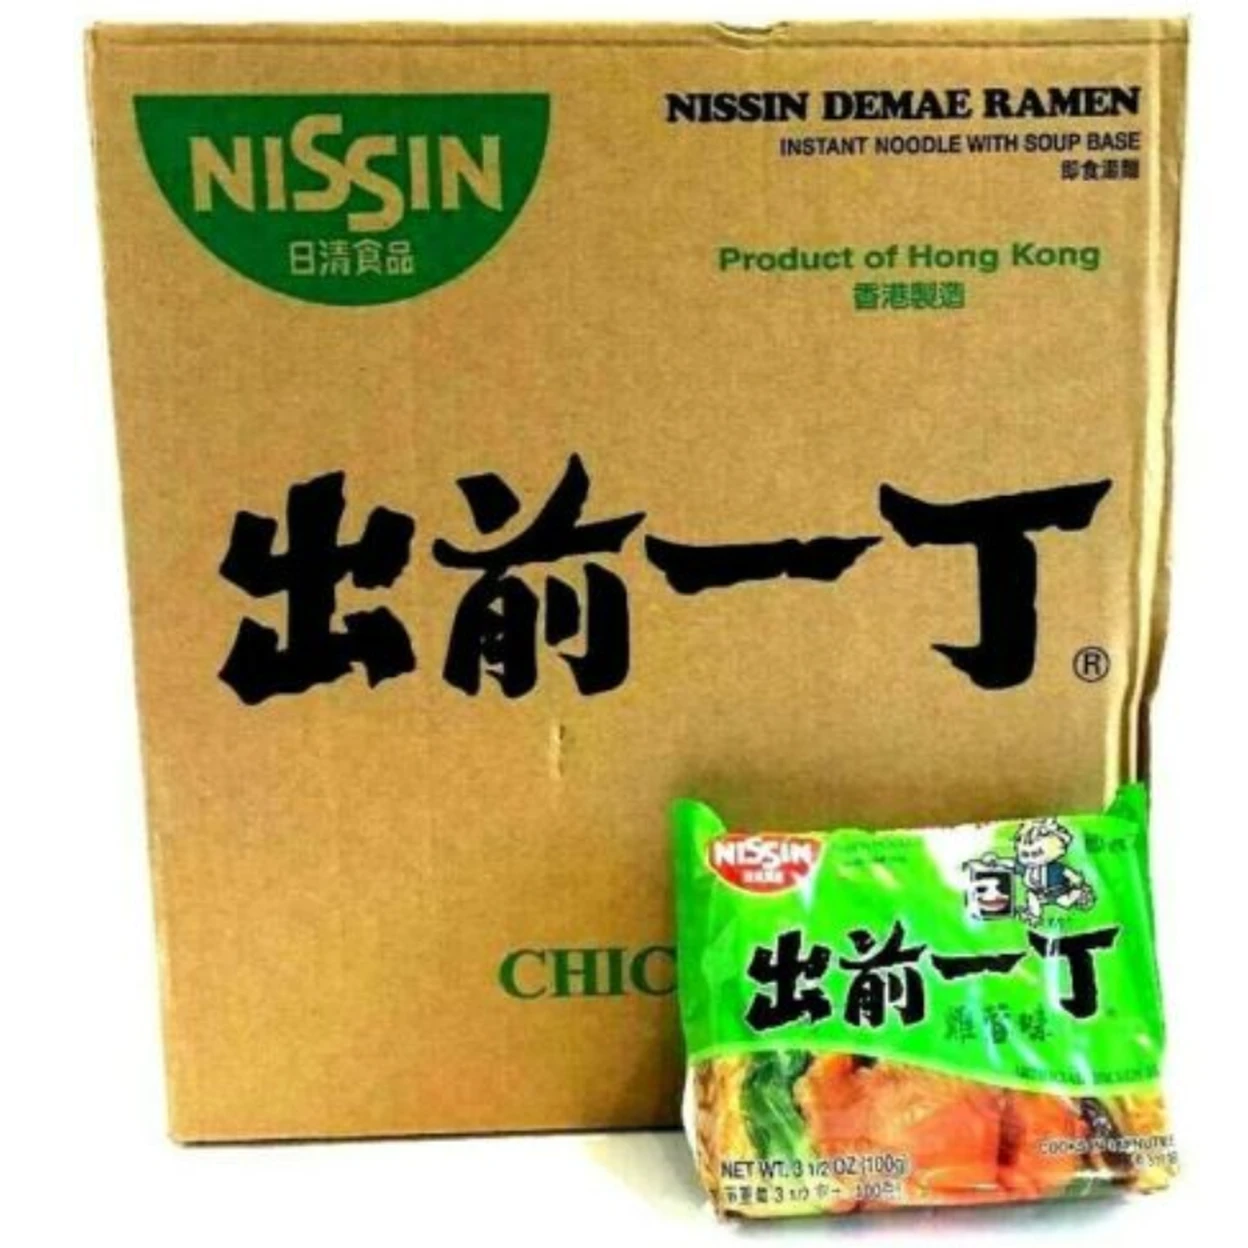 NISSIN
日清食品
NISSIN DEMAE RAMEN
INSTANT NOODLE WITH SOUP BASE
即食湯麵
Product of Hong Kong
香港製造
出前一丁®
CHIC
NISSIN
出前一丁
雞蓉味
NET WT. 3 1/2 OZ (100g)